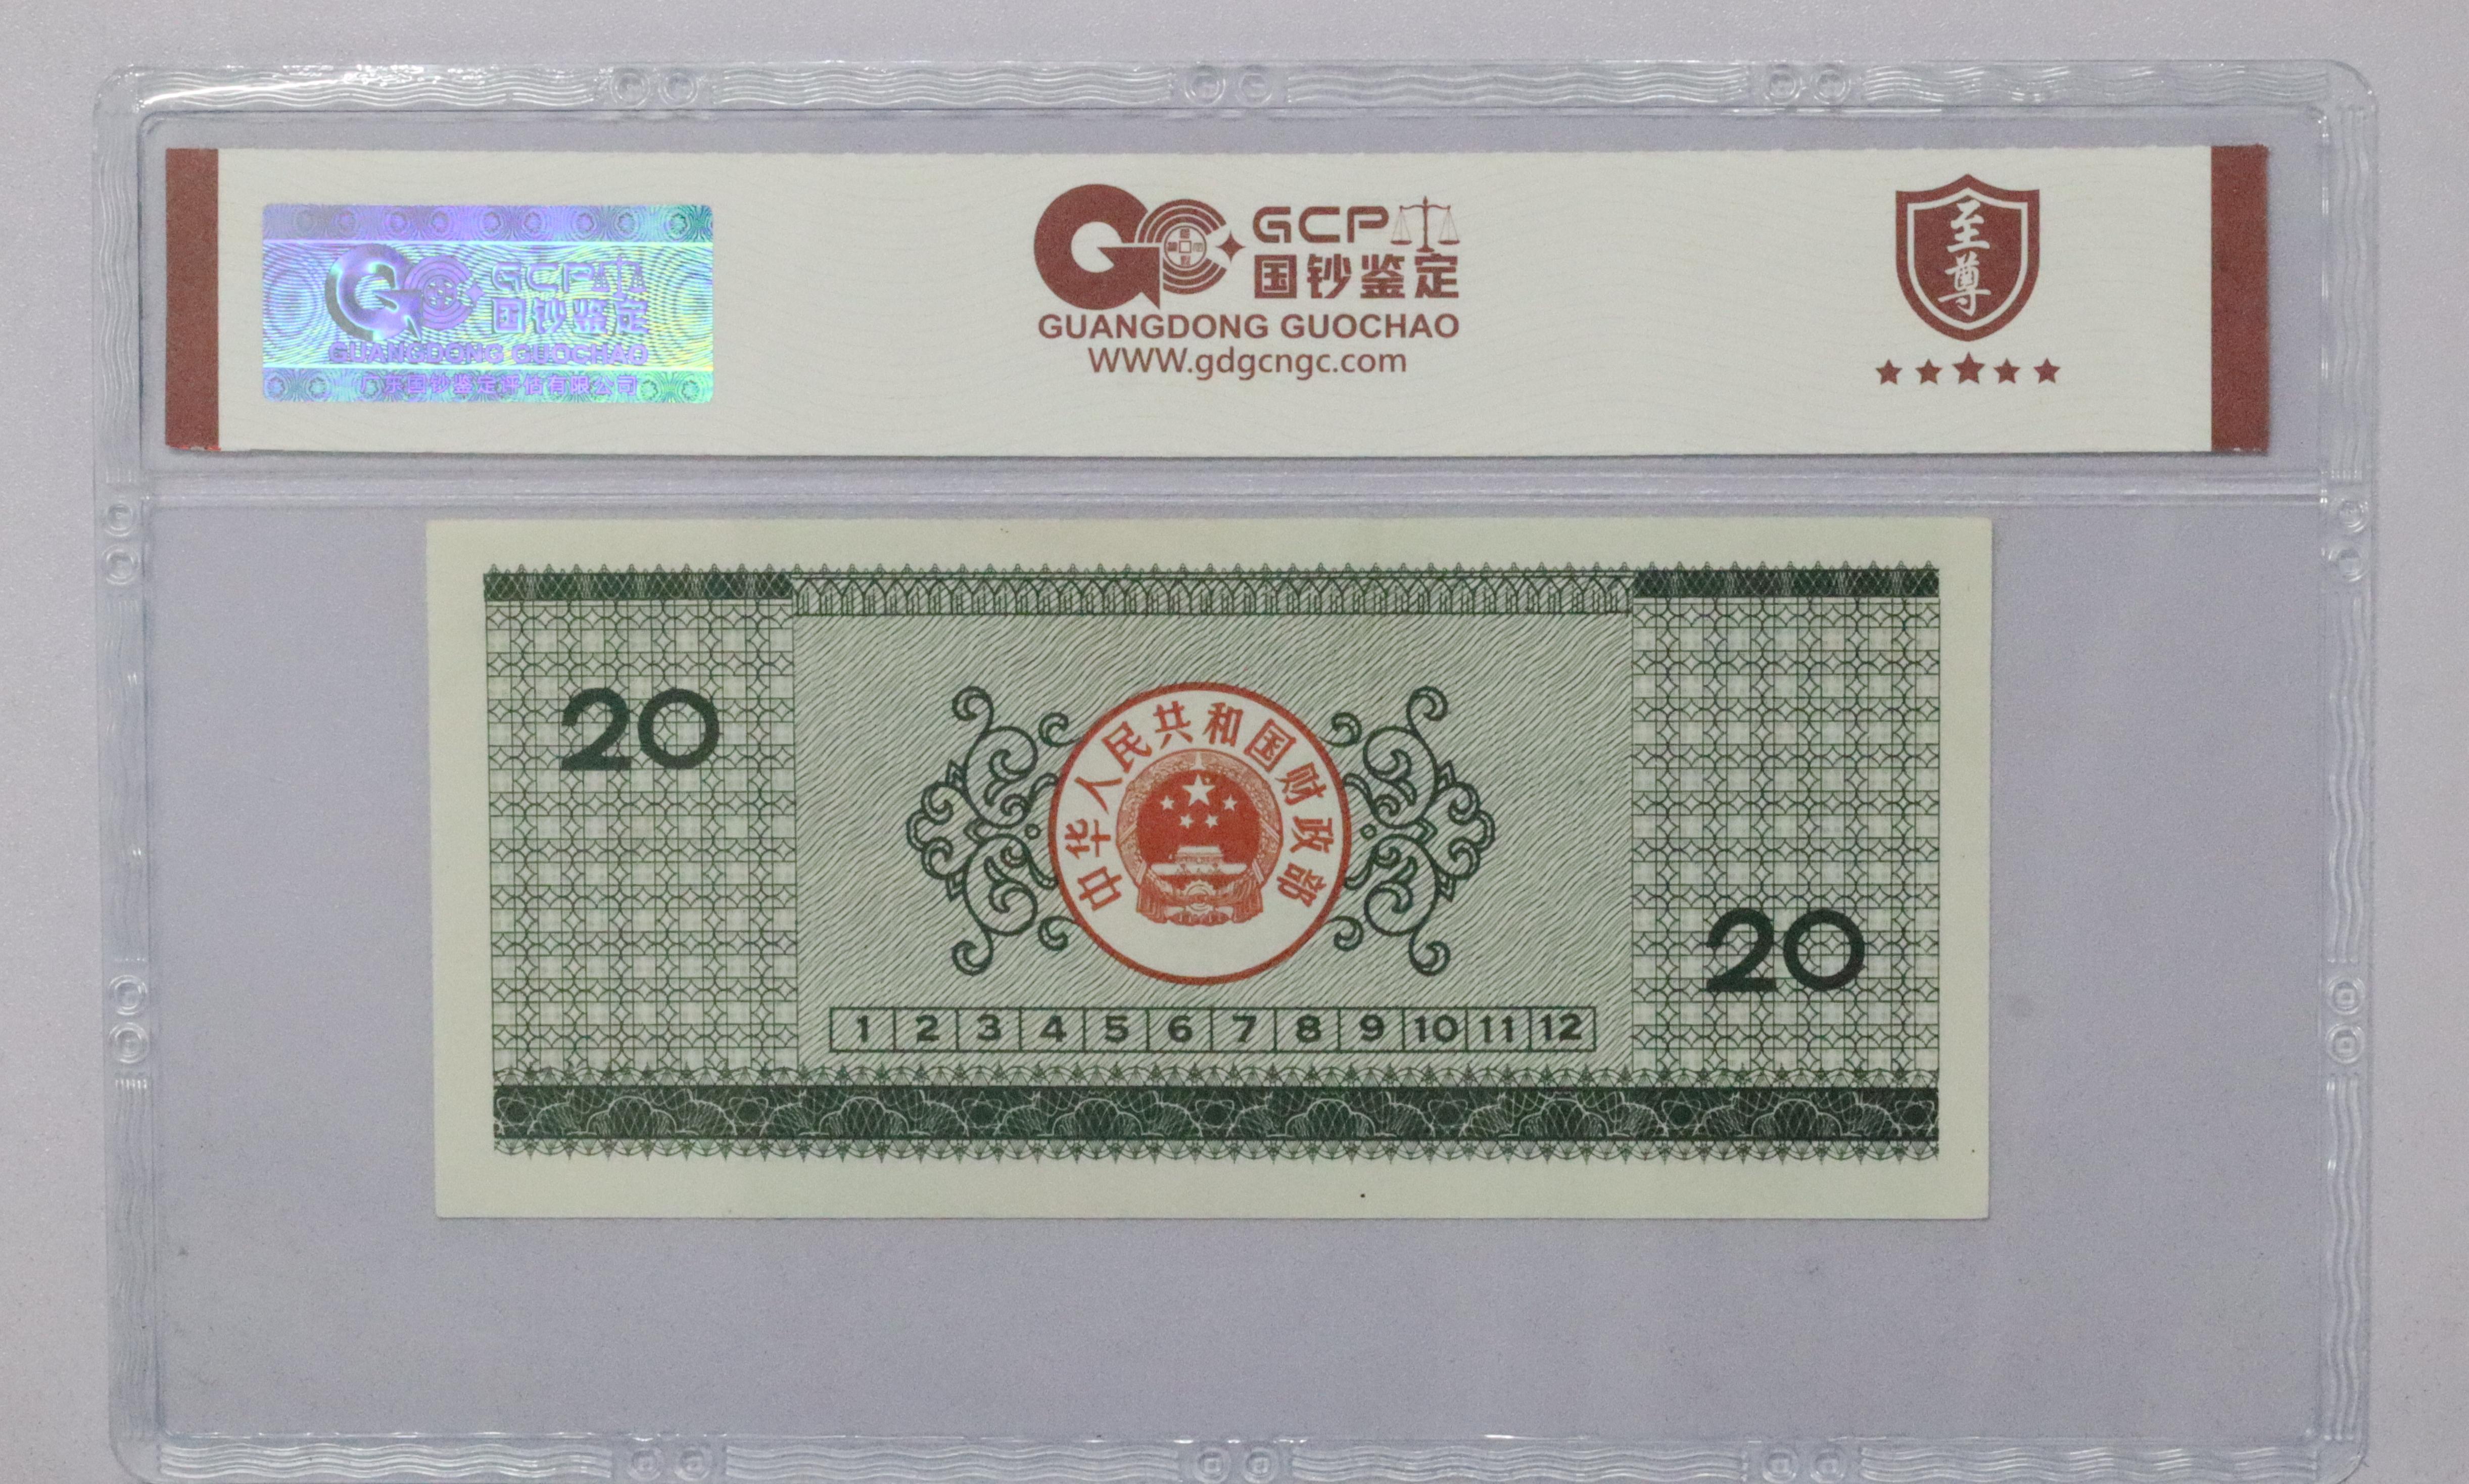 GCP
国钞鉴定
GUANGDONG GUOCHAO
广东国钞鉴定评估有限公司
GCP
国钞鉴定
GUANGDONG GUOCHAO
WWW.gdgcngc.com
至尊
20
中华人民共和国财政部
20
1 2 3 4 5 6 7 8 9 10 11 12